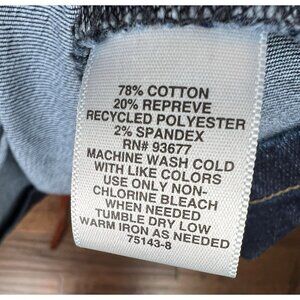 78% COTTON
20% REPREVE
RECYCLED POLYESTER
2% SPANDEX
RN# 93677
MACHINE WASH COLD
WITH LIKE COLORS
USE ONLY NON-
CHLORINE BLEACH
WHEN NEEDED
TUMBLE DRY LOW
WARM IRON AS NEEDED
75143-8